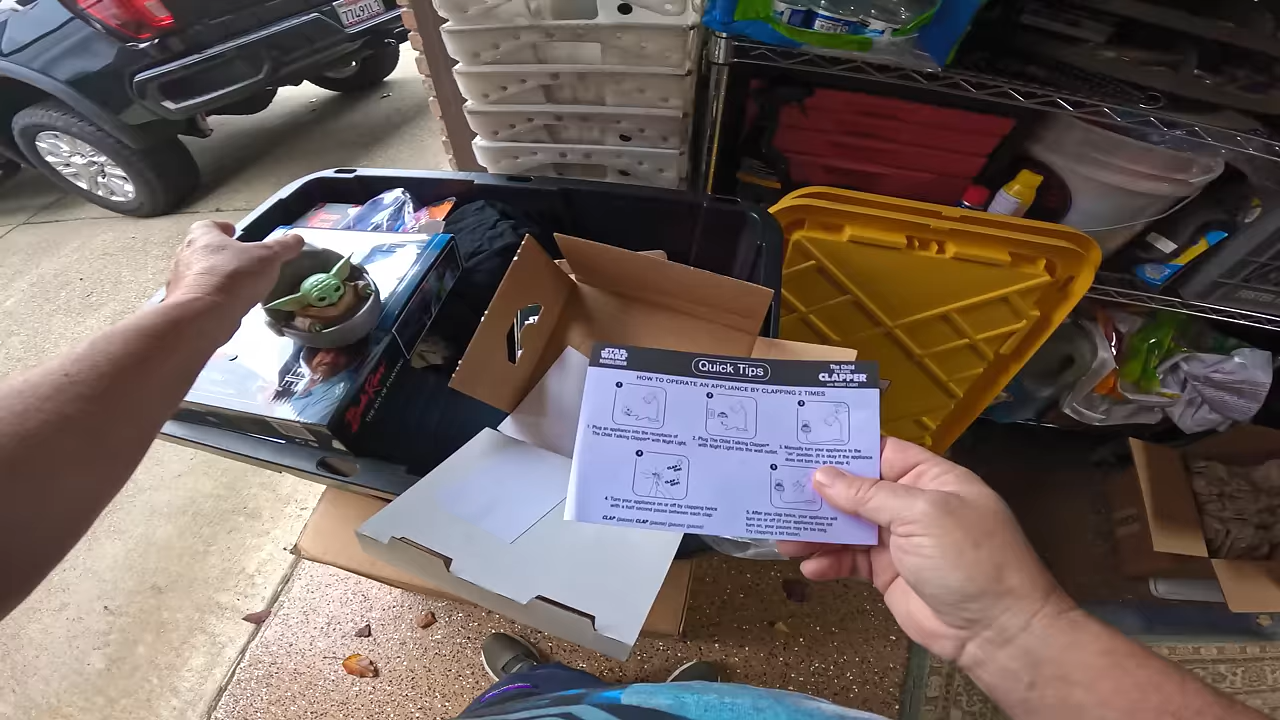 STAR
WARS
MANDALORIAN
Quick Tips
The Child
TALKING
CLAPPER
with NIGHT LIGHT
HOW TO OPERATE AN APPLIANCE BY CLAPPING 2 TIMES
1. Plug an appliance into the receptacle of
The Child Talking Clapper™
with Night Light.
2. Plug The Child Talking Clapper™
with Night Light into the wall outlet.
3. Manually turn your appliance to the
"on" position. (It is okay if the appliance
does not turn on, go to step 4)
4. Turn your appliance on or off by clapping twice
with a half second pause between each clap:
CLAP (pause) CLAP (pause) (pause) (pause)
5. After you clap twice, your appliance will
turn on or off (if your appliance does not
turn on, your pauses may be too long.
Try clapping a bit faster).